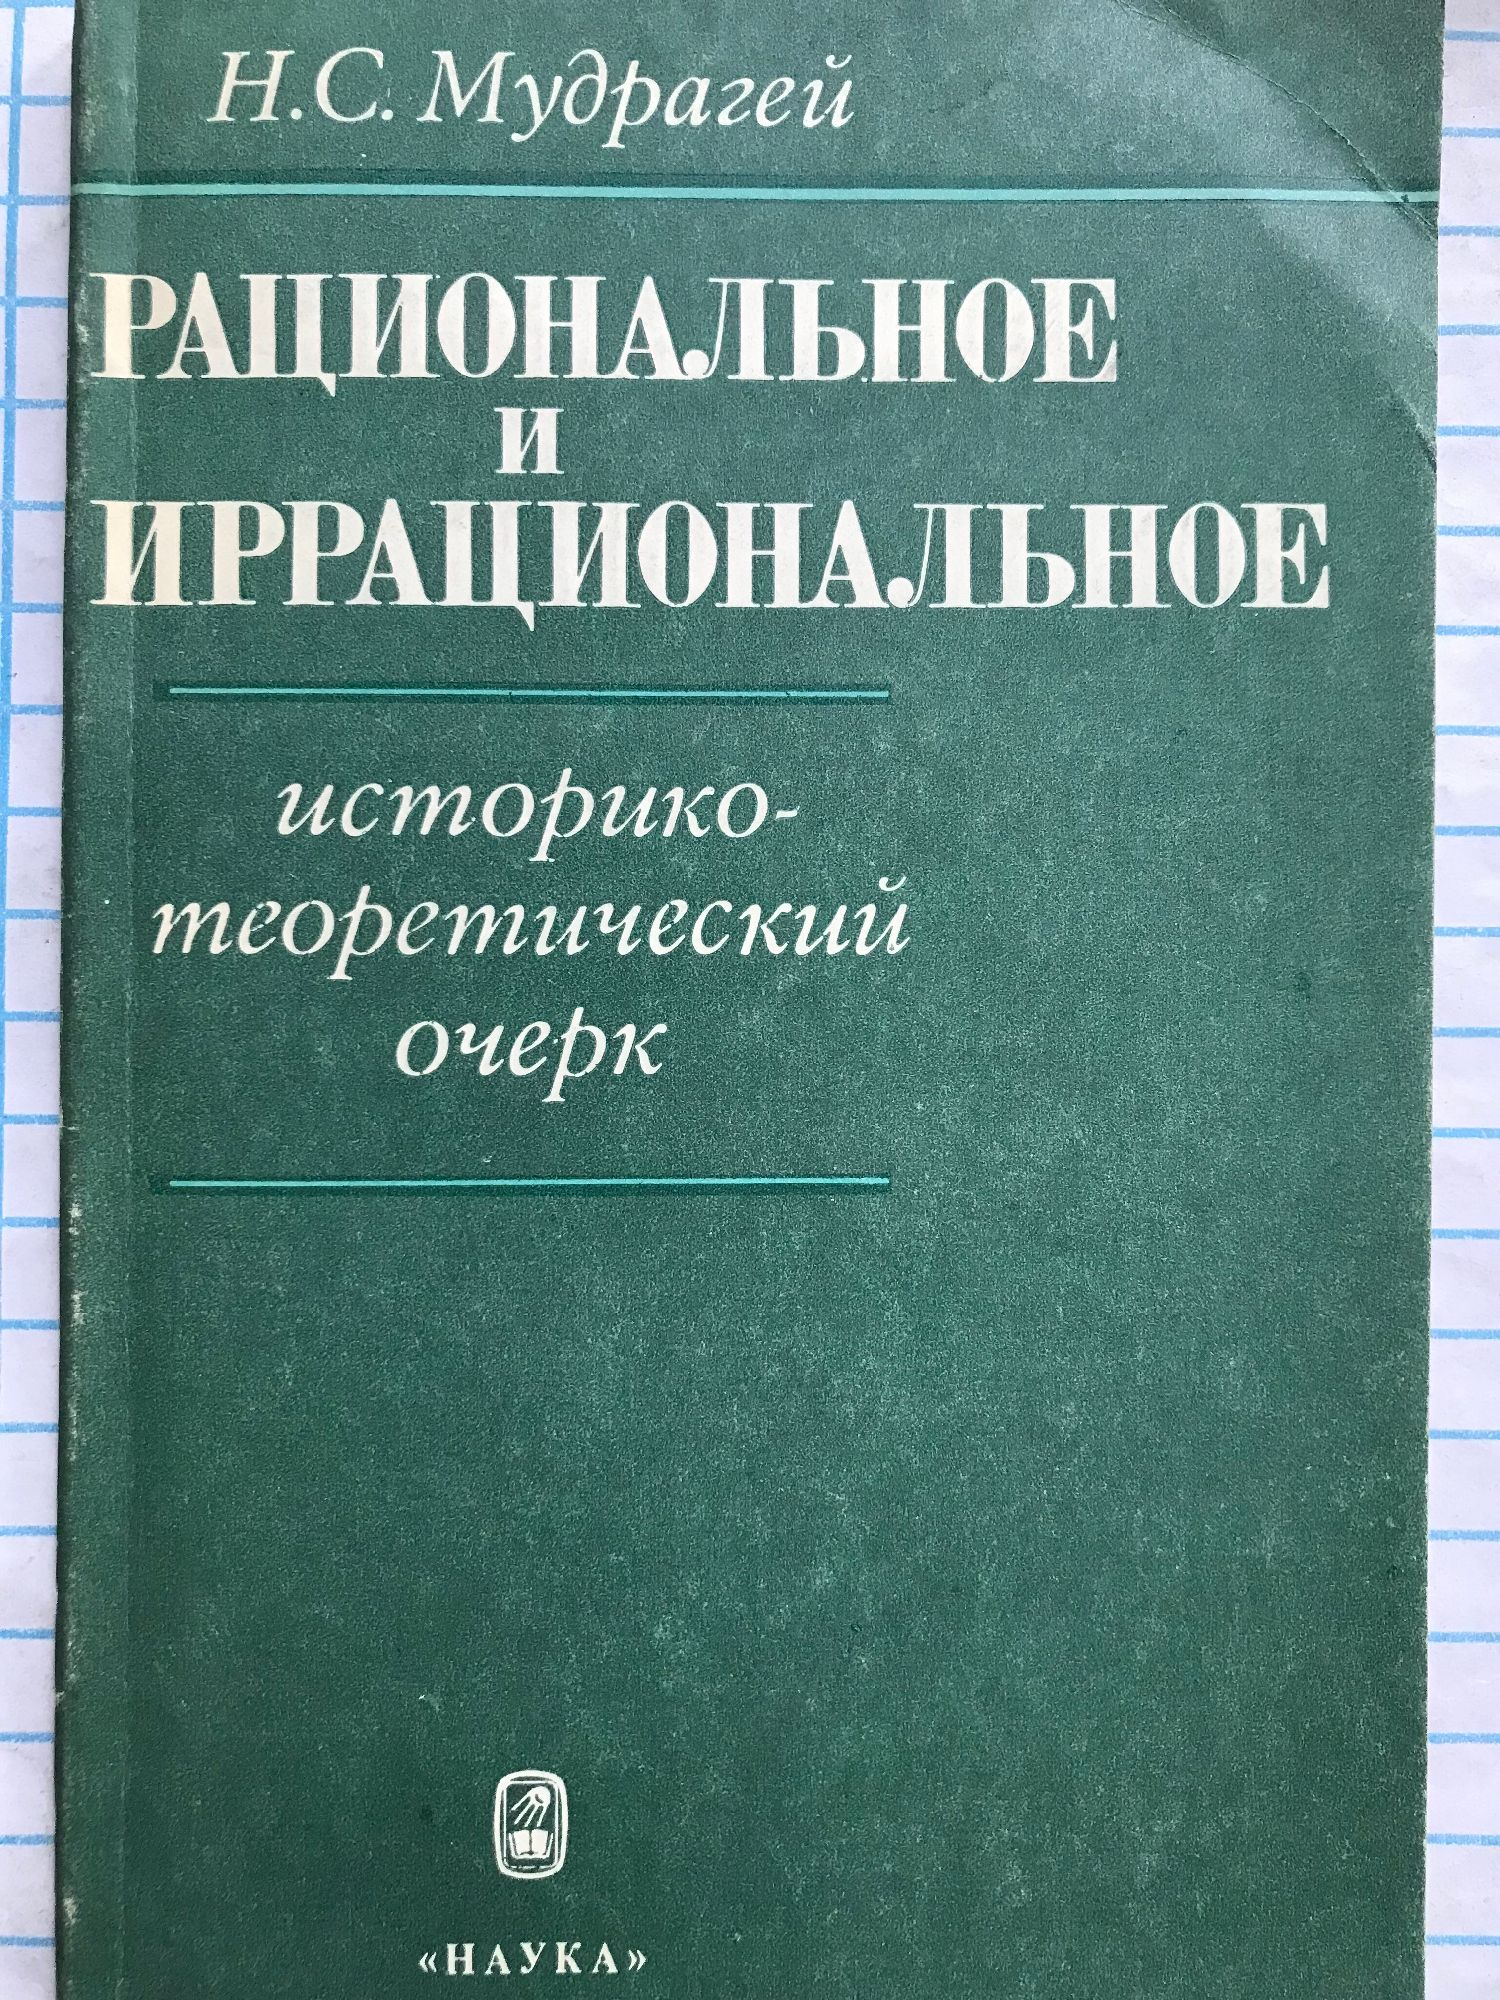 Н.С. Мудрагей
РАЦИОНАЛЬНОЕ
И
ИРРАЦИОНАЛЬНОЕ
историко-
теоретический
очерк
«НАУКА»